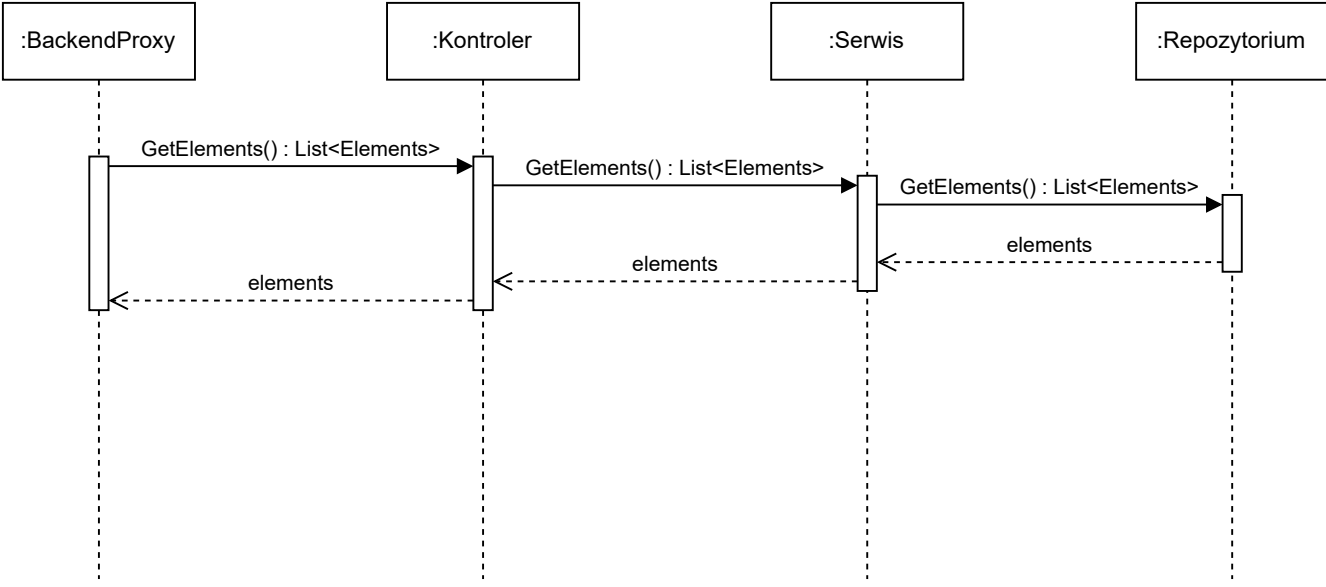 :BackendProxy
:Kontroler
:Serwis
:Repozytorium
GetElements() : List<Elements>
GetElements() : List<Elements>
GetElements() : List<Elements>
elements
elements
elements